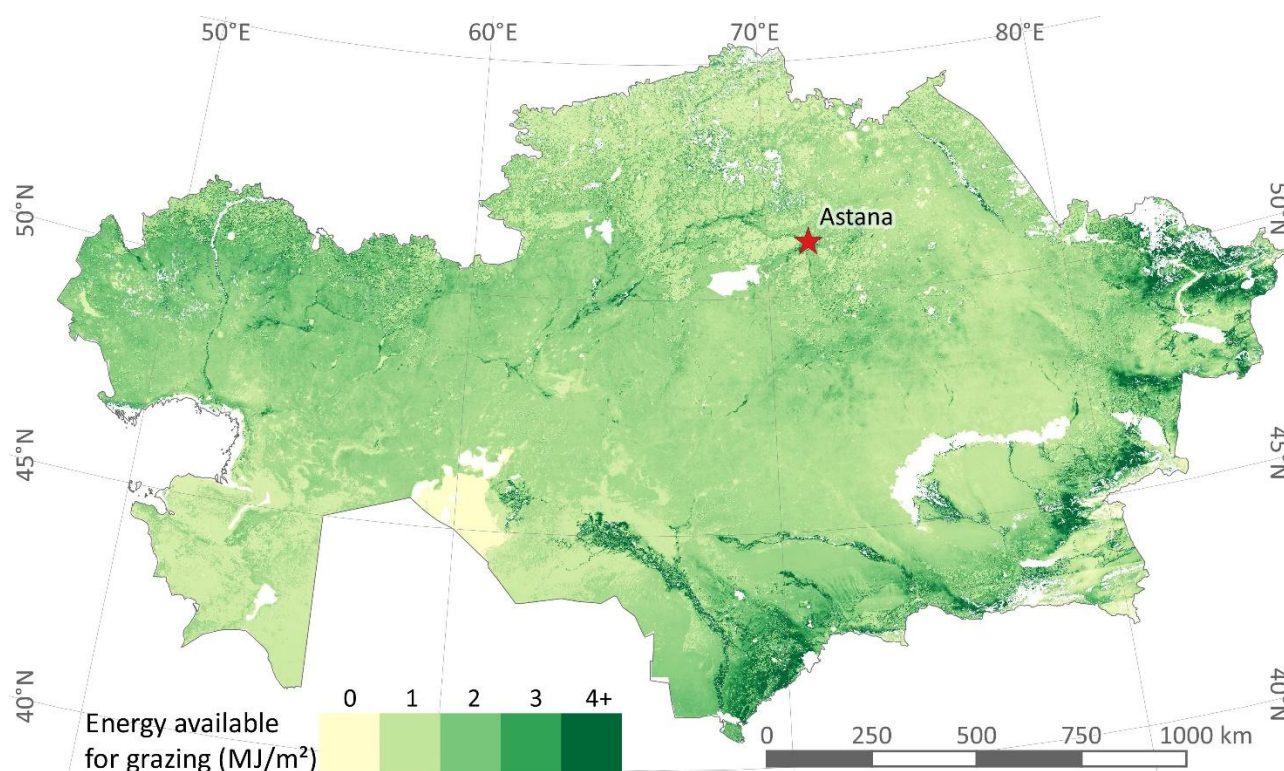 50°E 60°E 70°E 80°E
50°N
50°N
Astana
45°N
45°N
40°N
40°N
0 1 2 3 4+
Energy available
for grazing (MJ/m²)
0 250 500 750 1000 km